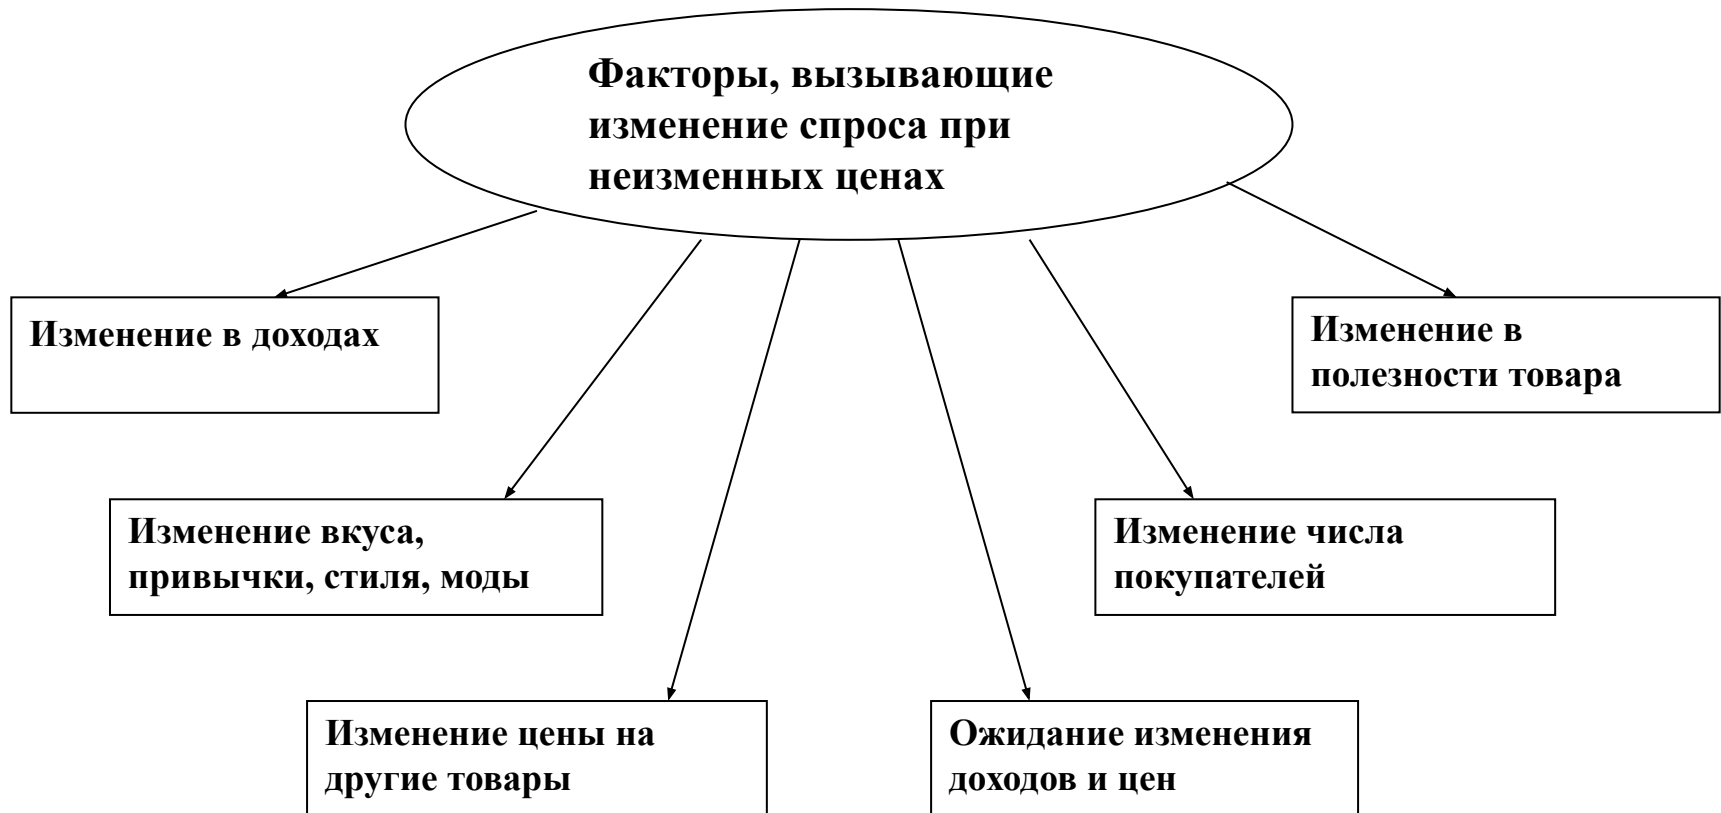 Факторы, вызывающие
изменение спроса при
неизменных ценах
Изменение в доходах
Изменение в
полезности товара
Изменение вкуса,
привычки, стиля, моды
Изменение числа
покупателей
Изменение цены на
другие товары
Ожидание изменения
доходов и цен